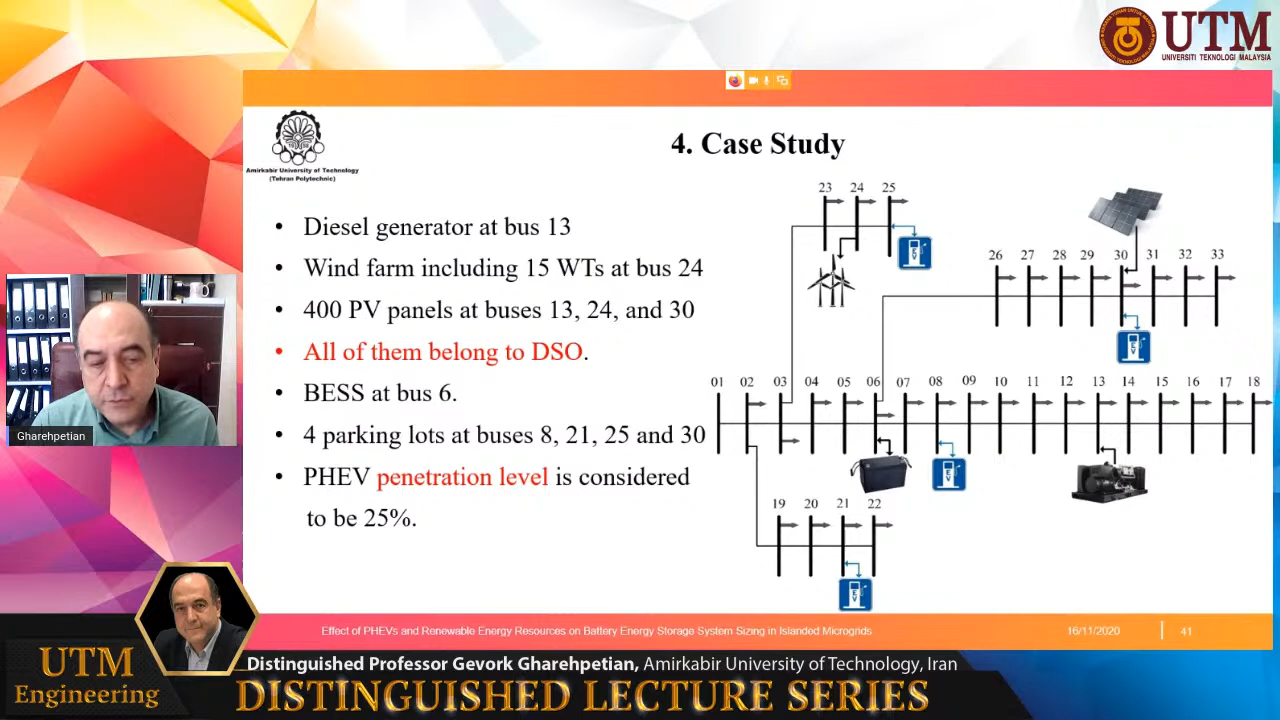 UTM
UNIVERSITI TEKNOLOGI MALAYSIA
Amirkabir University of Technology
(Tehran Polytechnic)
4. Case Study
• Diesel generator at bus 13
• Wind farm including 15 WTs at bus 24
• 400 PV panels at buses 13, 24, and 30
• All of them belong to DSO.
• BESS at bus 6.
• 4 parking lots at buses 8, 21, 25 and 30
• PHEV penetration level is considered
to be 25%.
23 24 25
26 27 28 29 30 31 32 33
EV
EV
01 02 03 04 05 06 07 08 09 10 11 12 13 14 15 16 17 18
EV
19 20 21 22
EV
Gharehpetian
Effect of PHEVs and Renewable Energy Resources on Battery Energy Storage System Sizing in Islanded Microgrids
16/11/2020
41
UTM
Engineering
Distinguished Professor Gevork Gharehpetian, Amirkabir University of Technology, Iran
DISTINGUISHED LECTURE SERIES